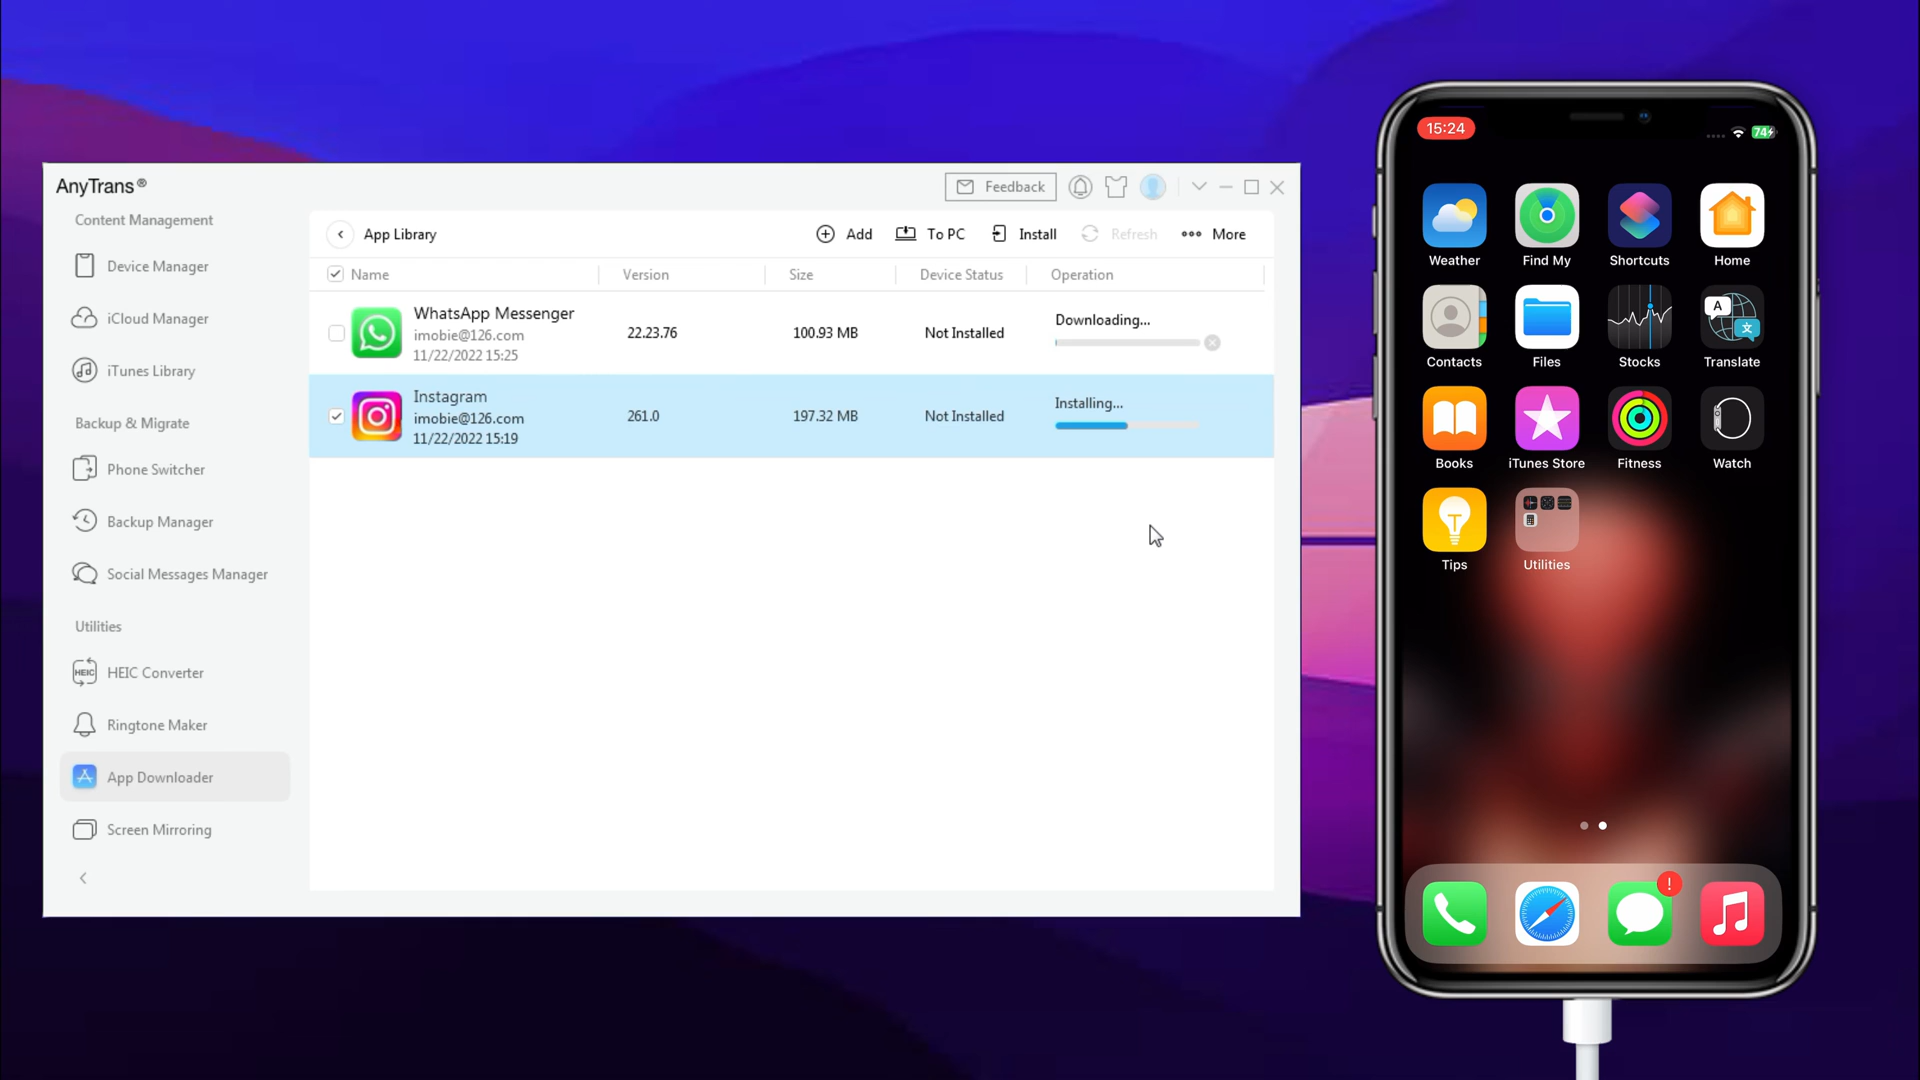 AnyTrans®
Feedback
Content Management
Device Manager
iCloud Manager
iTunes Library
Backup & Migrate
Phone Switcher
Backup Manager
Social Messages Manager
Utilities
HEIC
HEIC Converter
Ringtone Maker
App Downloader
Screen Mirroring
App Library
Add
To PC
Install
Refresh
More
Name
Version
Size
Device Status
Operation
WhatsApp Messenger
imobie@126.com
11/22/2022 15:25
22.23.76
100.93 MB
Not Installed
Downloading...
Instagram
imobie@126.com
11/22/2022 15:19
261.0
197.32 MB
Not Installed
Installing...
15:24
74
Weather
Find My
Shortcuts
Home
Contacts
Files
Stocks
A
文
Translate
Books
iTunes Store
Fitness
Watch
Tips
Utilities
!